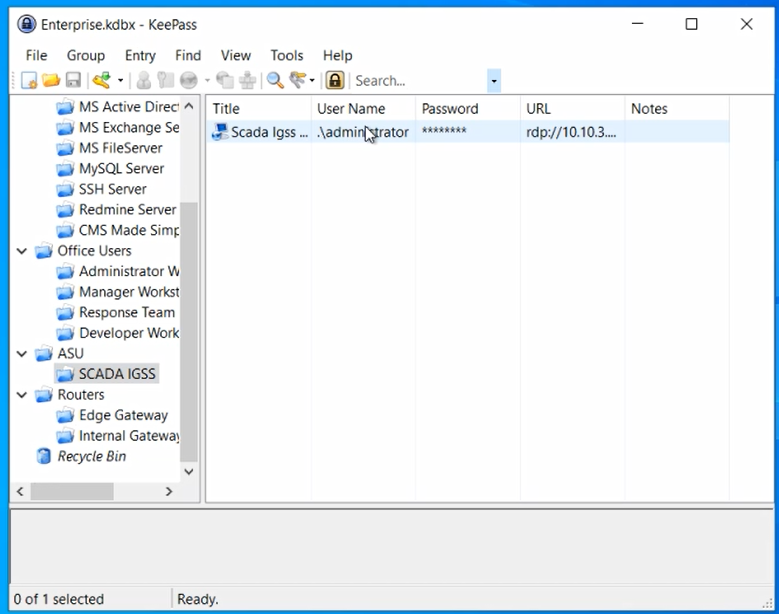 Enterprise.kdbx - KeePass
File Group Entry Find View Tools Help
Search...
MS Active Direct
MS Exchange Se
MS FileServer
MySQL Server
SSH Server
Redmine Server
CMS Made Simp
Office Users
Administrator W
Manager Workst
Response Team
Developer Work
ASU
SCADA IGSS
Routers
Edge Gateway
Internal Gateway
Recycle Bin
Title User Name Password URL Notes
Scada Igss ... .\administrator ******** rdp://10.10.3....
0 of 1 selected Ready.